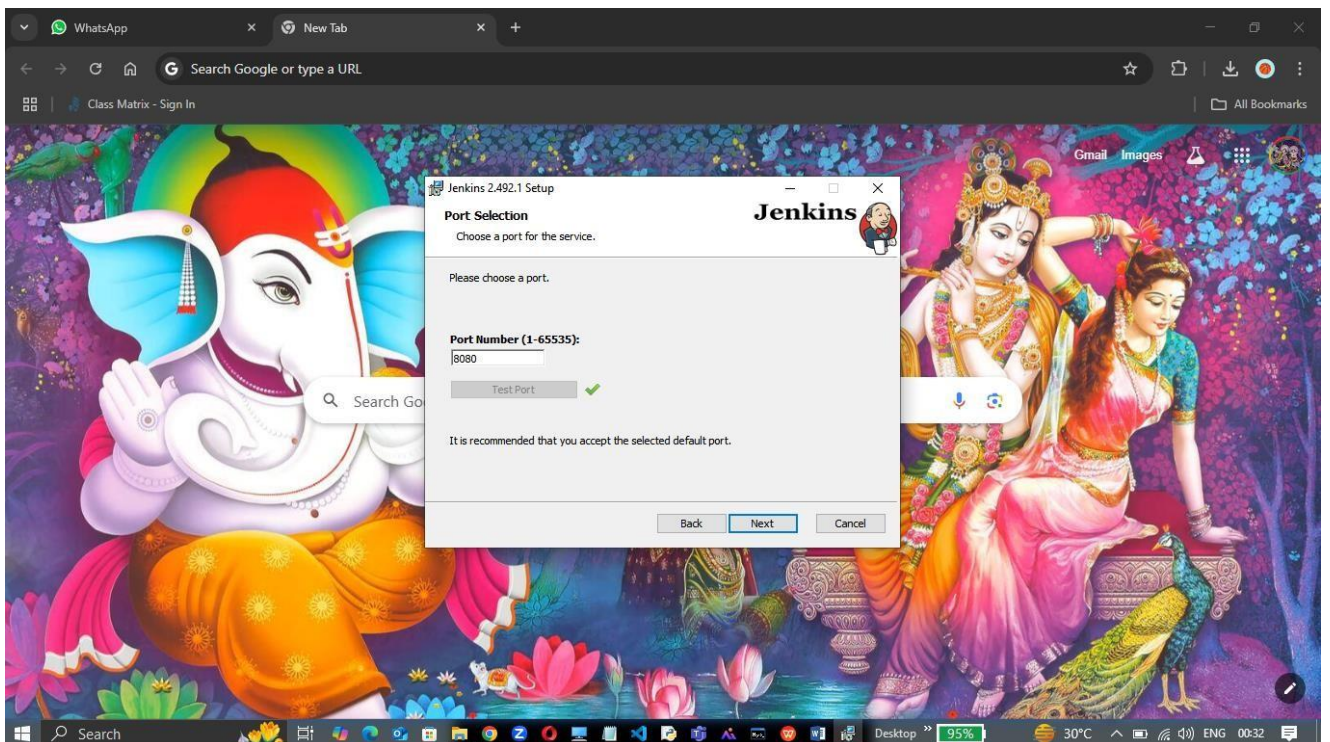 WhatsApp
New Tab
Search Google or type a URL
Class Matrix - Sign In
All Bookmarks
Gmail Images
Jenkins 2.492.1 Setup
Port Selection
Jenkins
Choose a port for the service.
Please choose a port.
Port Number (1-65535):
8080
Test Port
Search Go
It is recommended that you accept the selected default port.
Back Next Cancel
Search
Desktop
95%
30°C
ENG 00:32